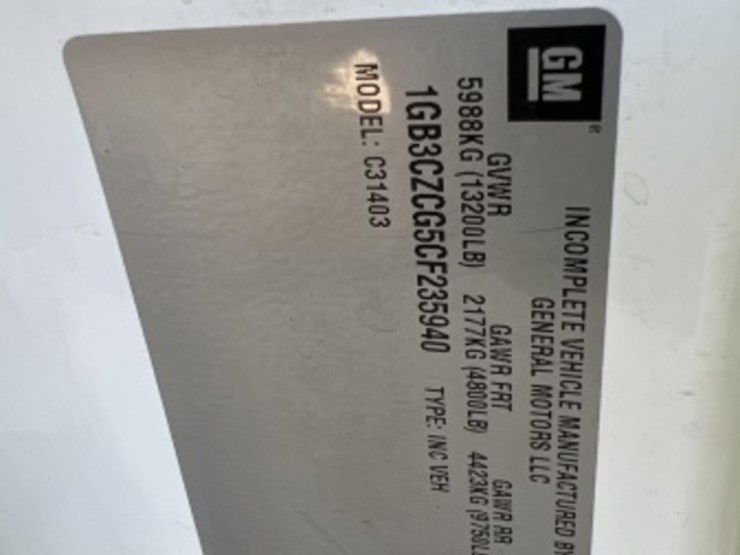 GM®
INCOMPLETE VEHICLE MANUFACTURED BY
GENERAL MOTORS LLC
GVWR GAWR FRT GAWR RR
5988KG (13200LB) 2177KG (4800LB) 4423KG (9750L
1GB3CZCG5CF235940 TYPE: INC VEH
MODEL: C31403